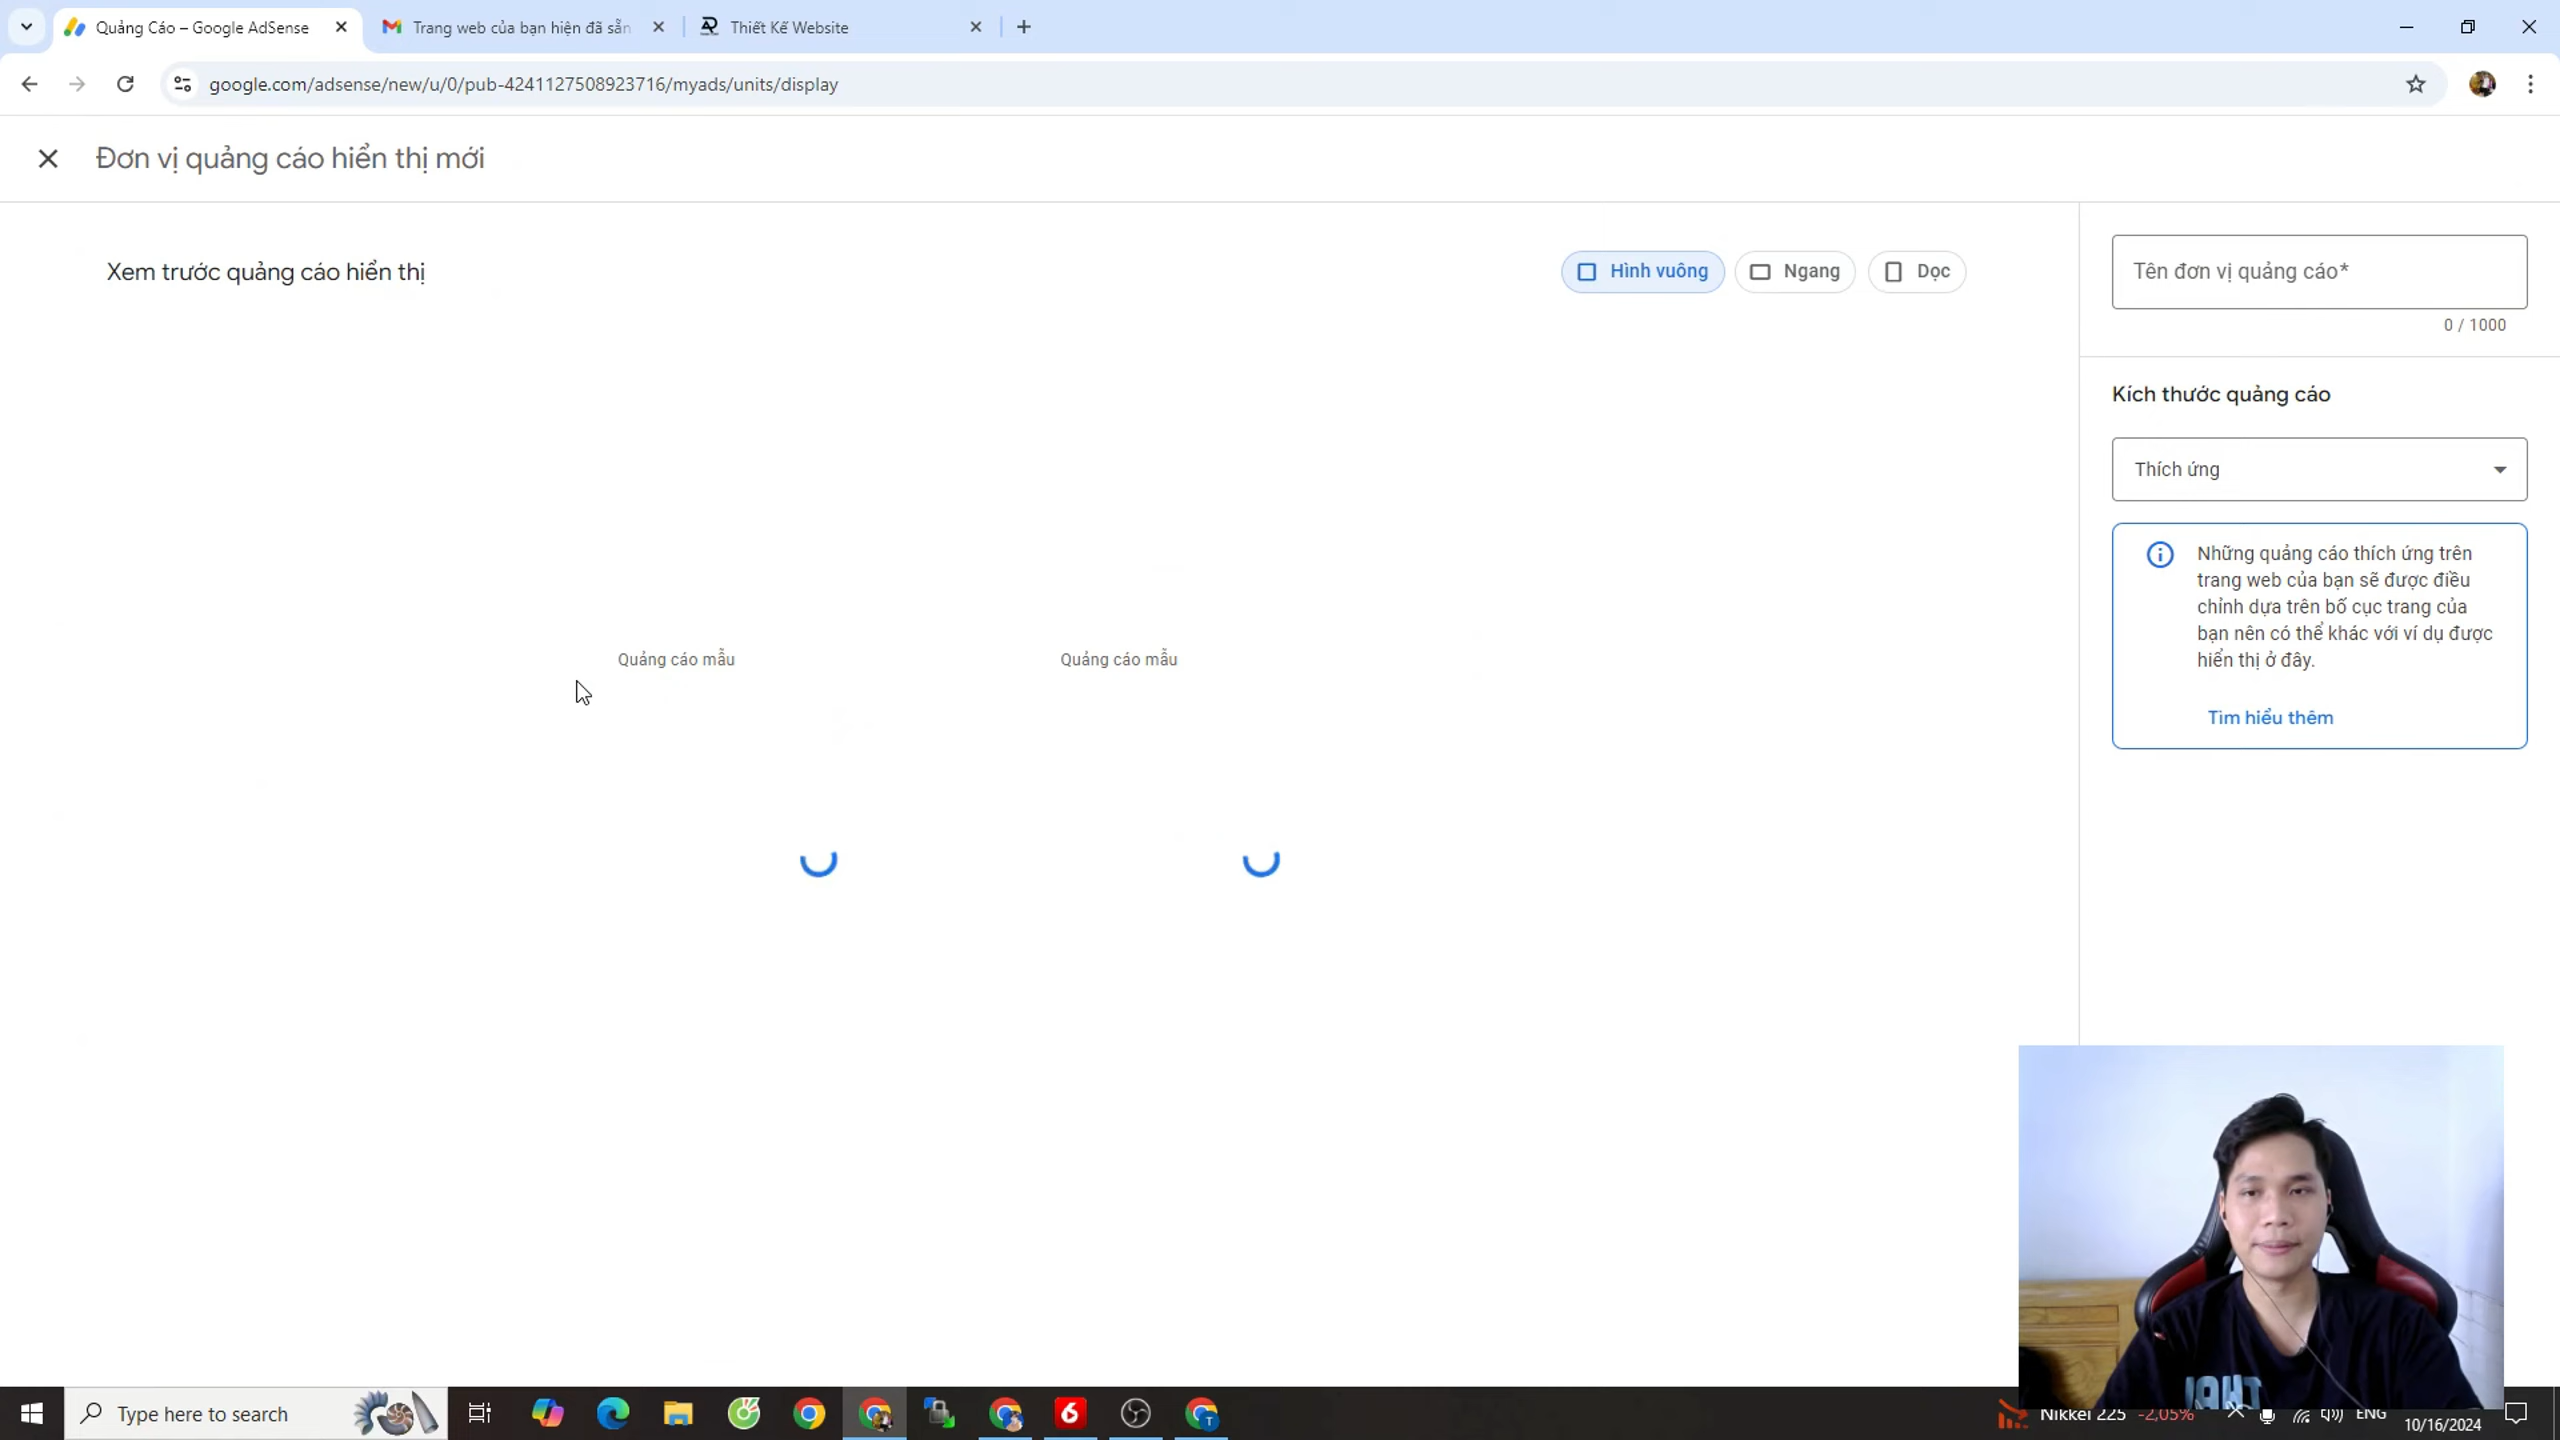 Quảng Cáo – Google AdSense
Trang web của bạn hiện đã sẵn
Thiết Kế Website
google.com/adsense/new/u/0/pub-4241127508923716/myads/units/display
Đơn vị quảng cáo hiển thị mới
Xem trước quảng cáo hiển thị
Hình vuông
Ngang
Dọc
Tên đơn vị quảng cáo*
0 / 1000
Kích thước quảng cáo
Thích ứng
Những quảng cáo thích ứng trên
trang web của bạn sẽ được điều
chỉnh dựa trên bố cục trang của
bạn nên có thể khác với ví dụ được
hiển thị ở đây.
Tìm hiểu thêm
Quảng cáo mẫu
Quảng cáo mẫu
Type here to search
Nikkei 225 -2,05%
ENG
10/16/2024